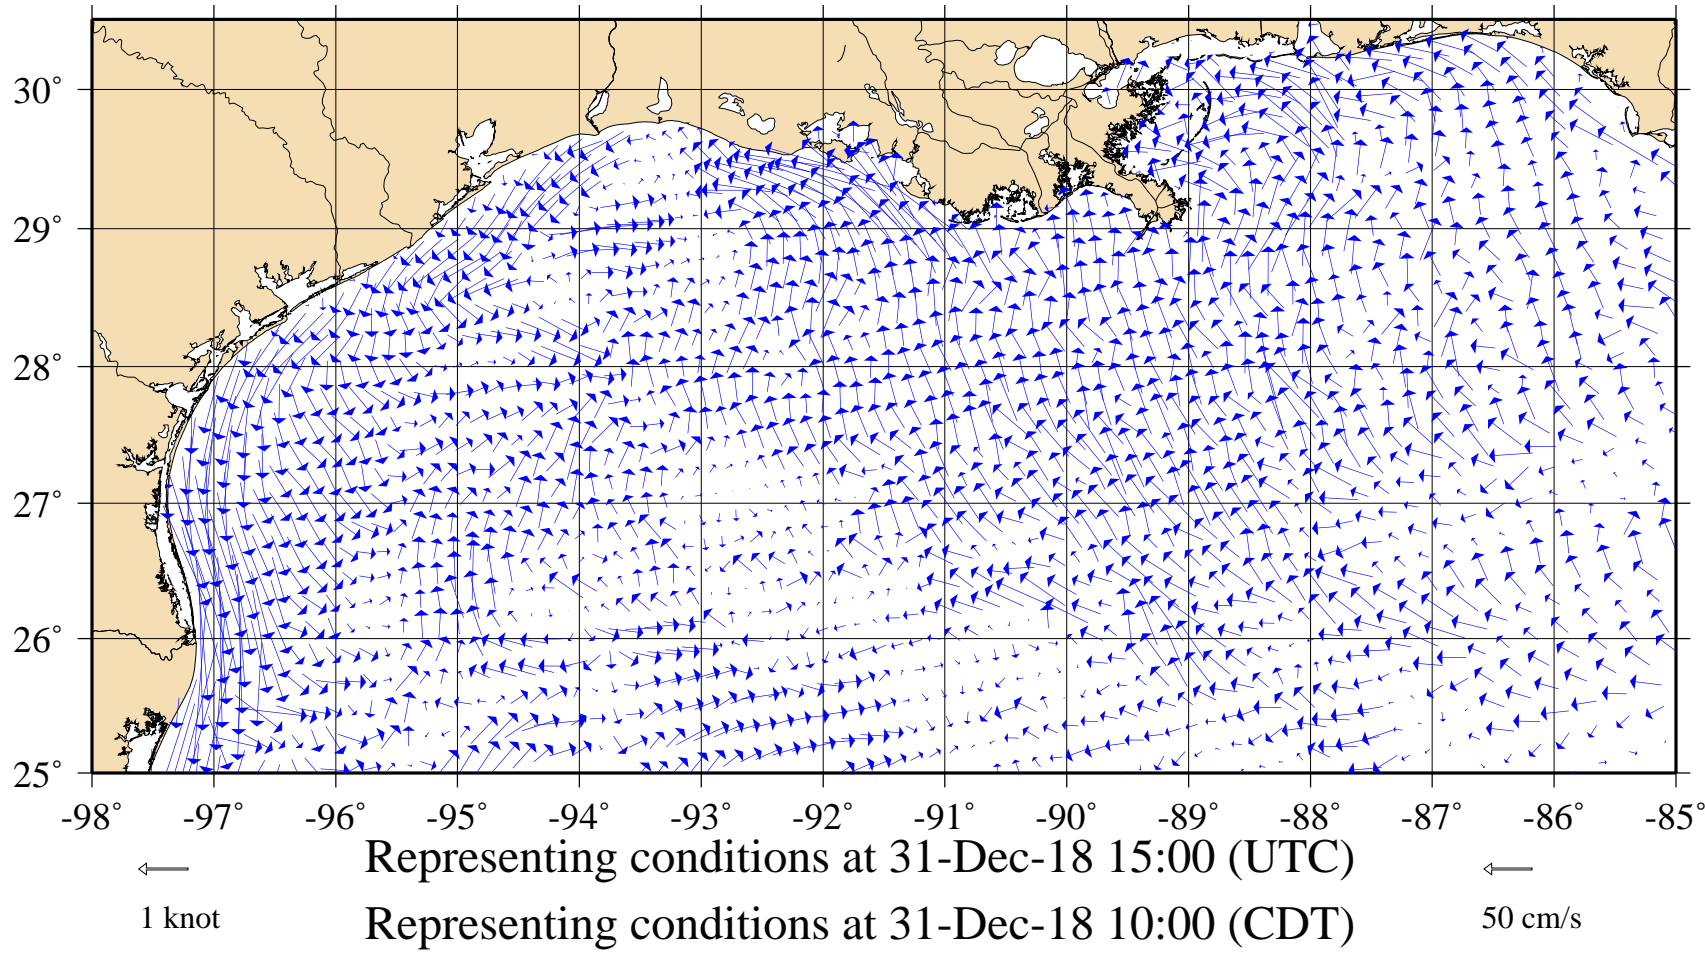 30°
29°
28°
27°
26°
25°
-98° -97° -96° -95° -94° -93° -92° -91° -90° -89° -88° -87° -86° -85°
Representing conditions at 31-Dec-18 15:00 (UTC)
1 knot
50 cm/s
Representing conditions at 31-Dec-18 10:00 (CDT)